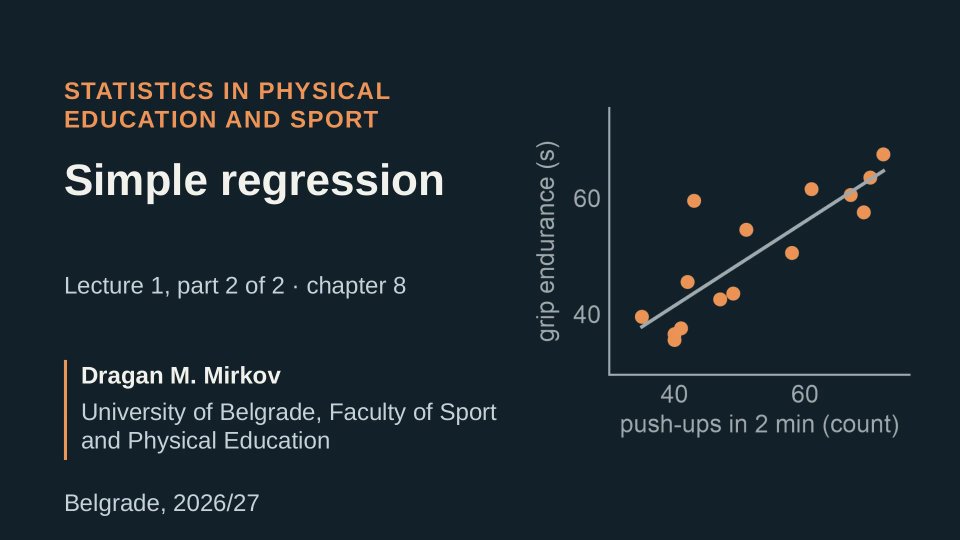 STATISTICS IN PHYSICAL
EDUCATION AND SPORT
Simple regression
Lecture 1, part 2 of 2 · chapter 8
Dragan M. Mirkov
University of Belgrade, Faculty of Sport
and Physical Education
Belgrade, 2026/27
grip endurance (s)
60
40
40 60
push-ups in 2 min (count)